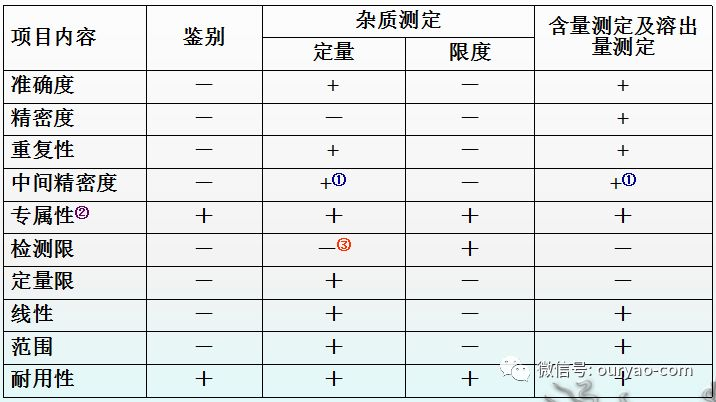 项目内容 鉴别 杂质测定 含量测定及溶出
量测定
定量 限度
准确度 － + － +
精密度 － － － +
重复性 － + － +
中间精密度 － +① － +①
专属性② + + + +
检测限 － －③ + －
定量限 － + － －
线性 － + － +
范围 － + － +
耐用性 + + + +
微信号: ouryao-com